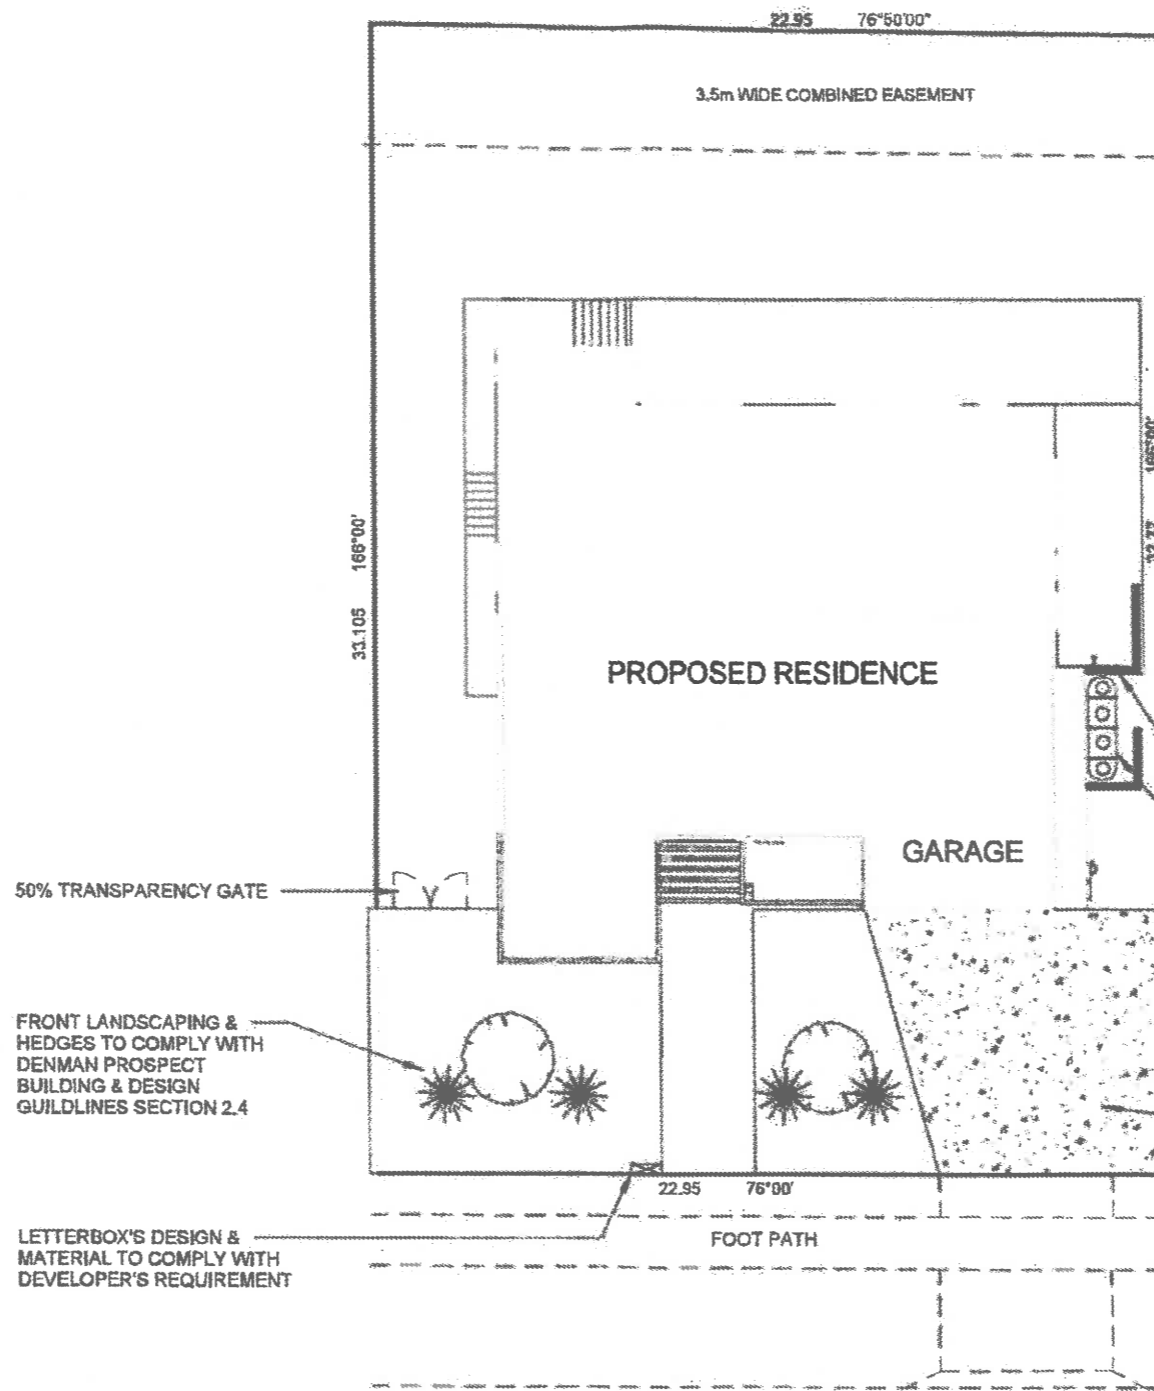 22.95 76°50'00"
3.5m WIDE COMBINED EASEMENT
166°00'
33.105 166°00'
PROPOSED RESIDENCE
GARAGE
50% TRANSPARENCY GATE
FRONT LANDSCAPING &
HEDGES TO COMPLY WITH
DENMAN PROSPECT
BUILDING & DESIGN
GUILDLINES SECTION 2.4
22.95 76°00'
LETTERBOX'S DESIGN &
MATERIAL TO COMPLY WITH
DEVELOPER'S REQUIREMENT
FOOT PATH